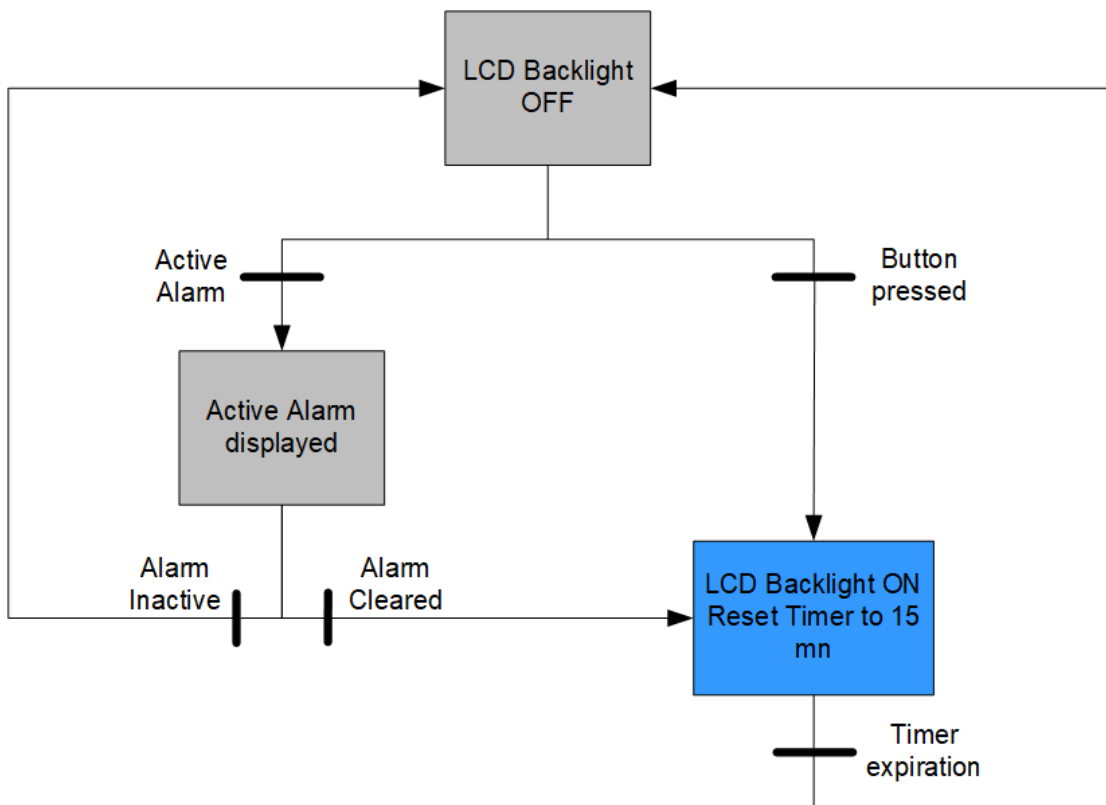 LCD Backlight
OFF
Active
Alarm
Button
pressed
Active Alarm
displayed
Alarm
Inactive
Alarm
Cleared
LCD Backlight ON
Reset Timer to 15
mn
Timer
expiration